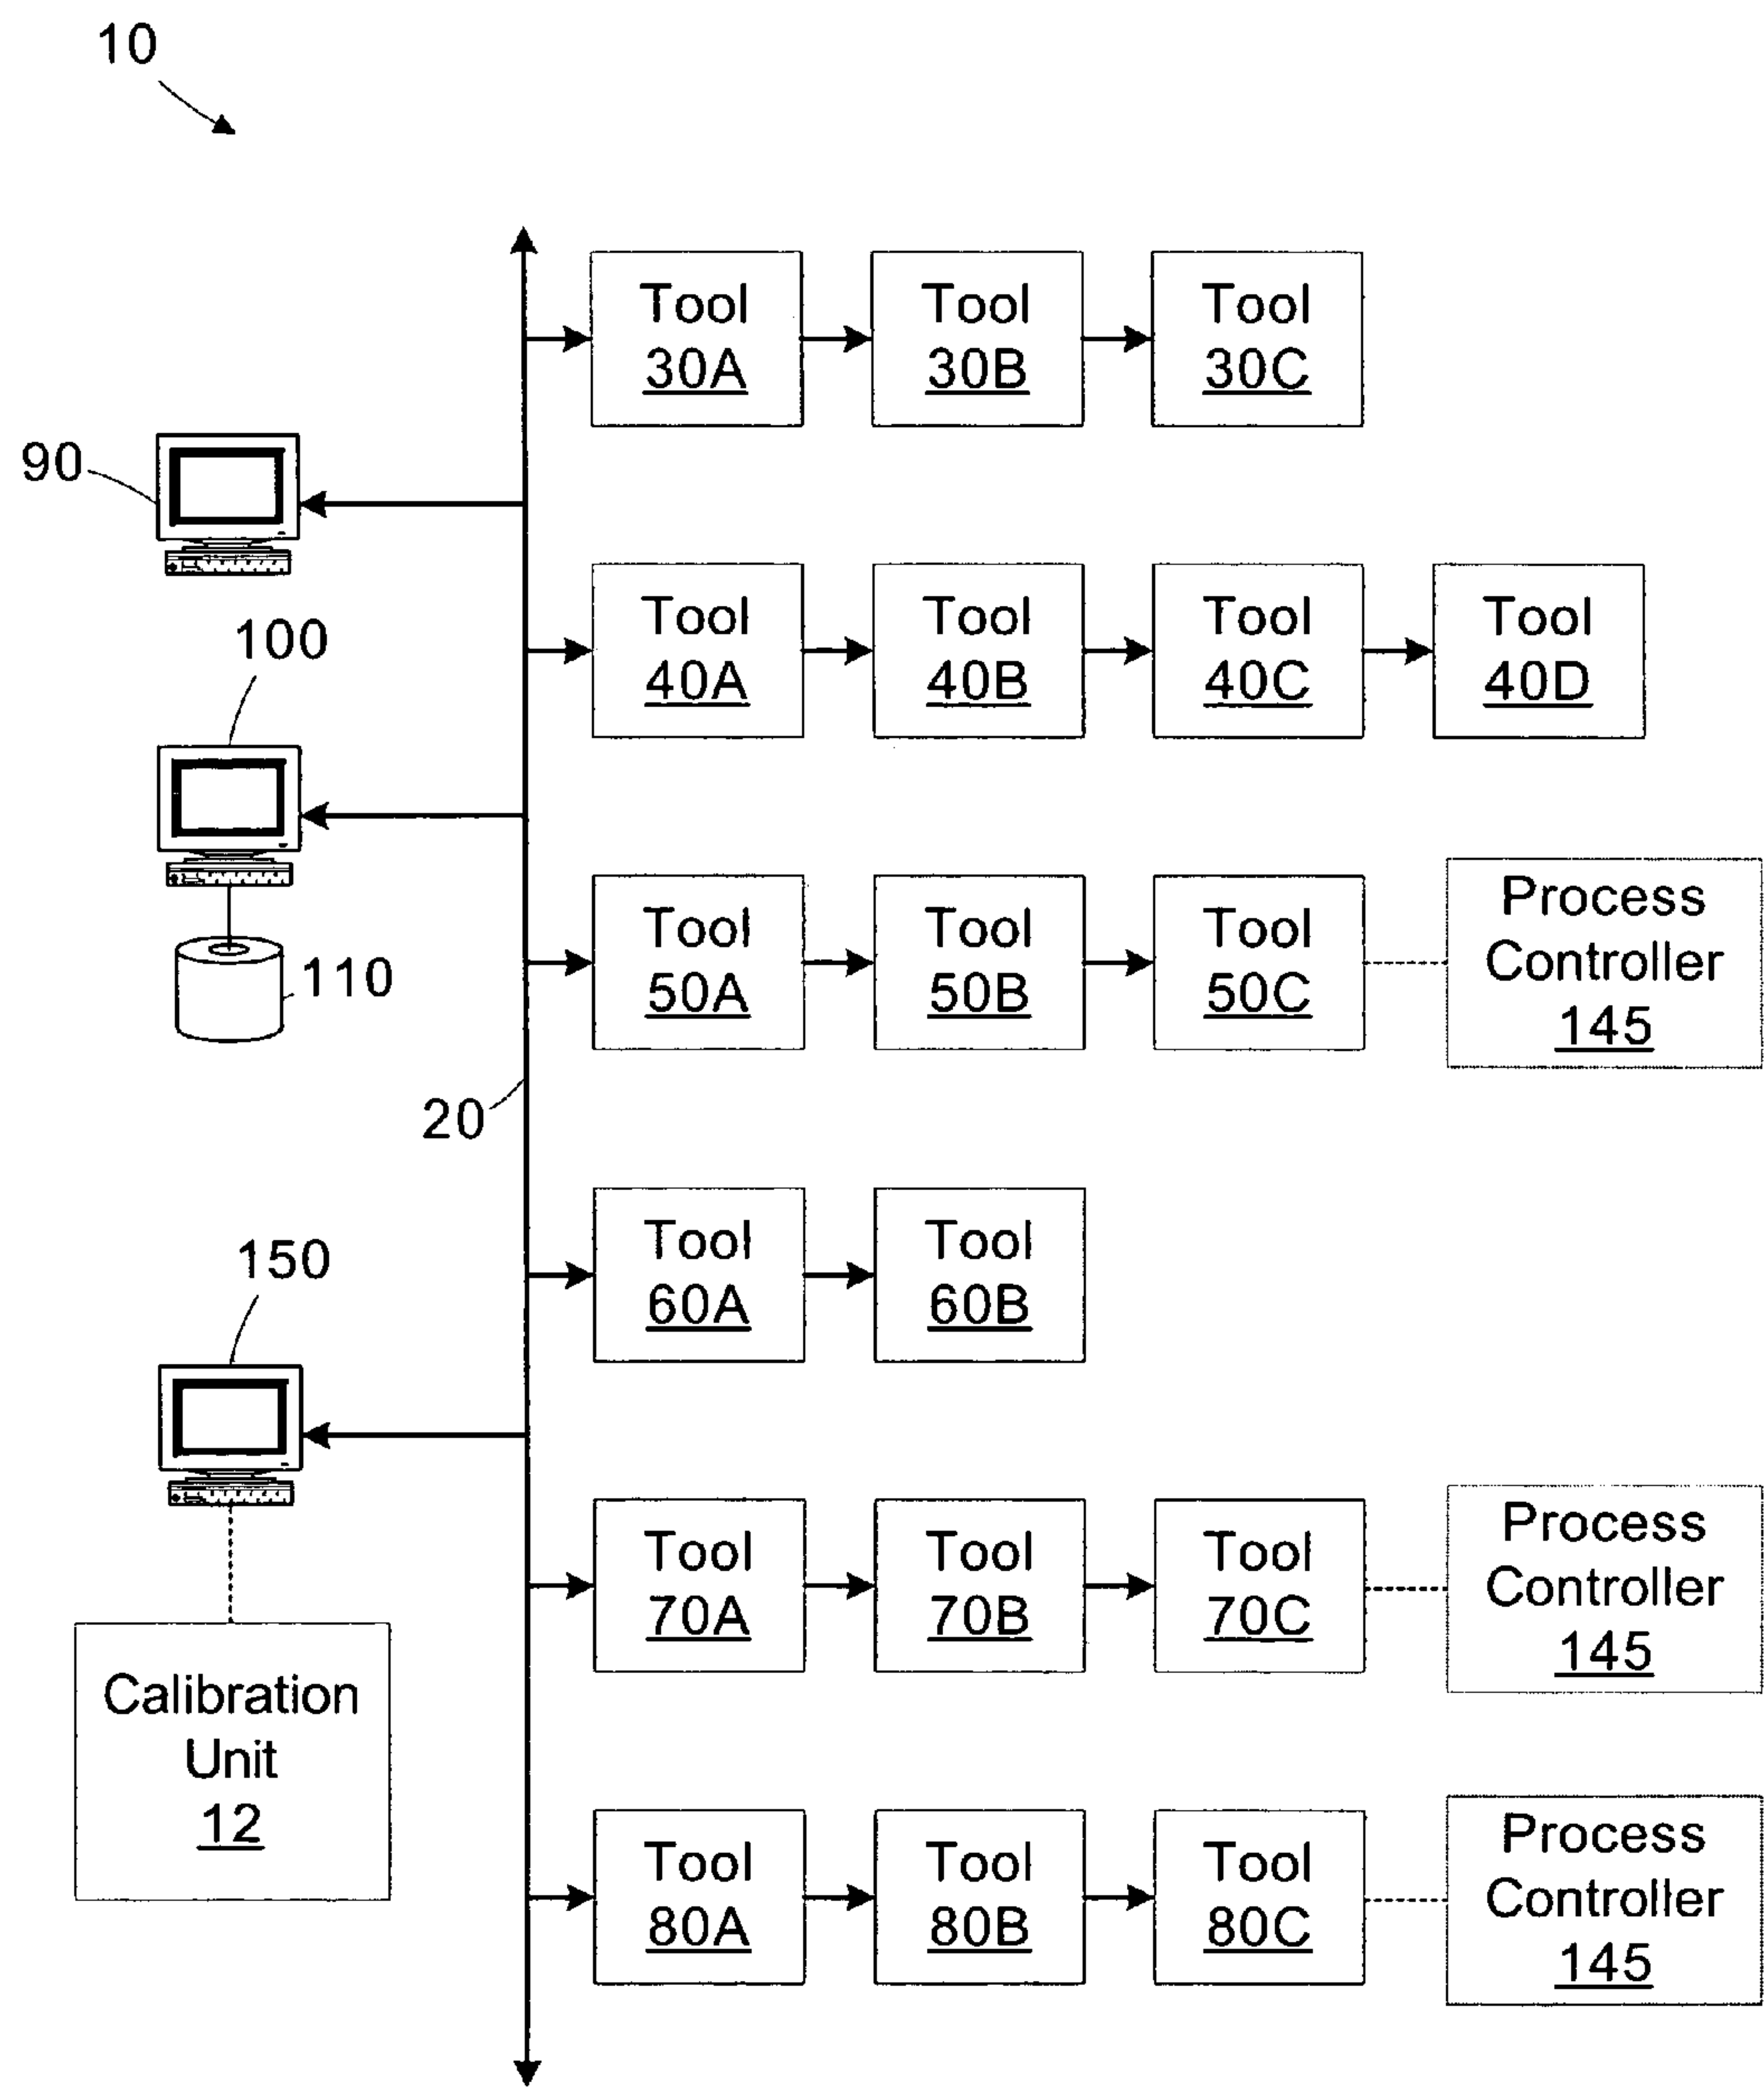 10
Tool
30A
Tool
30B
Tool
30C
90
Tool
40A
Tool
40B
Tool
40C
Tool
40D
100
Tool
50A
Tool
50B
Tool
50C
Process
Controller
145
110
20
Tool
60A
Tool
60B
150
Tool
70A
Tool
70B
Tool
70C
Process
Controller
145
Calibration
Unit
12
Tool
80A
Tool
80B
Tool
80C
Process
Controller
145